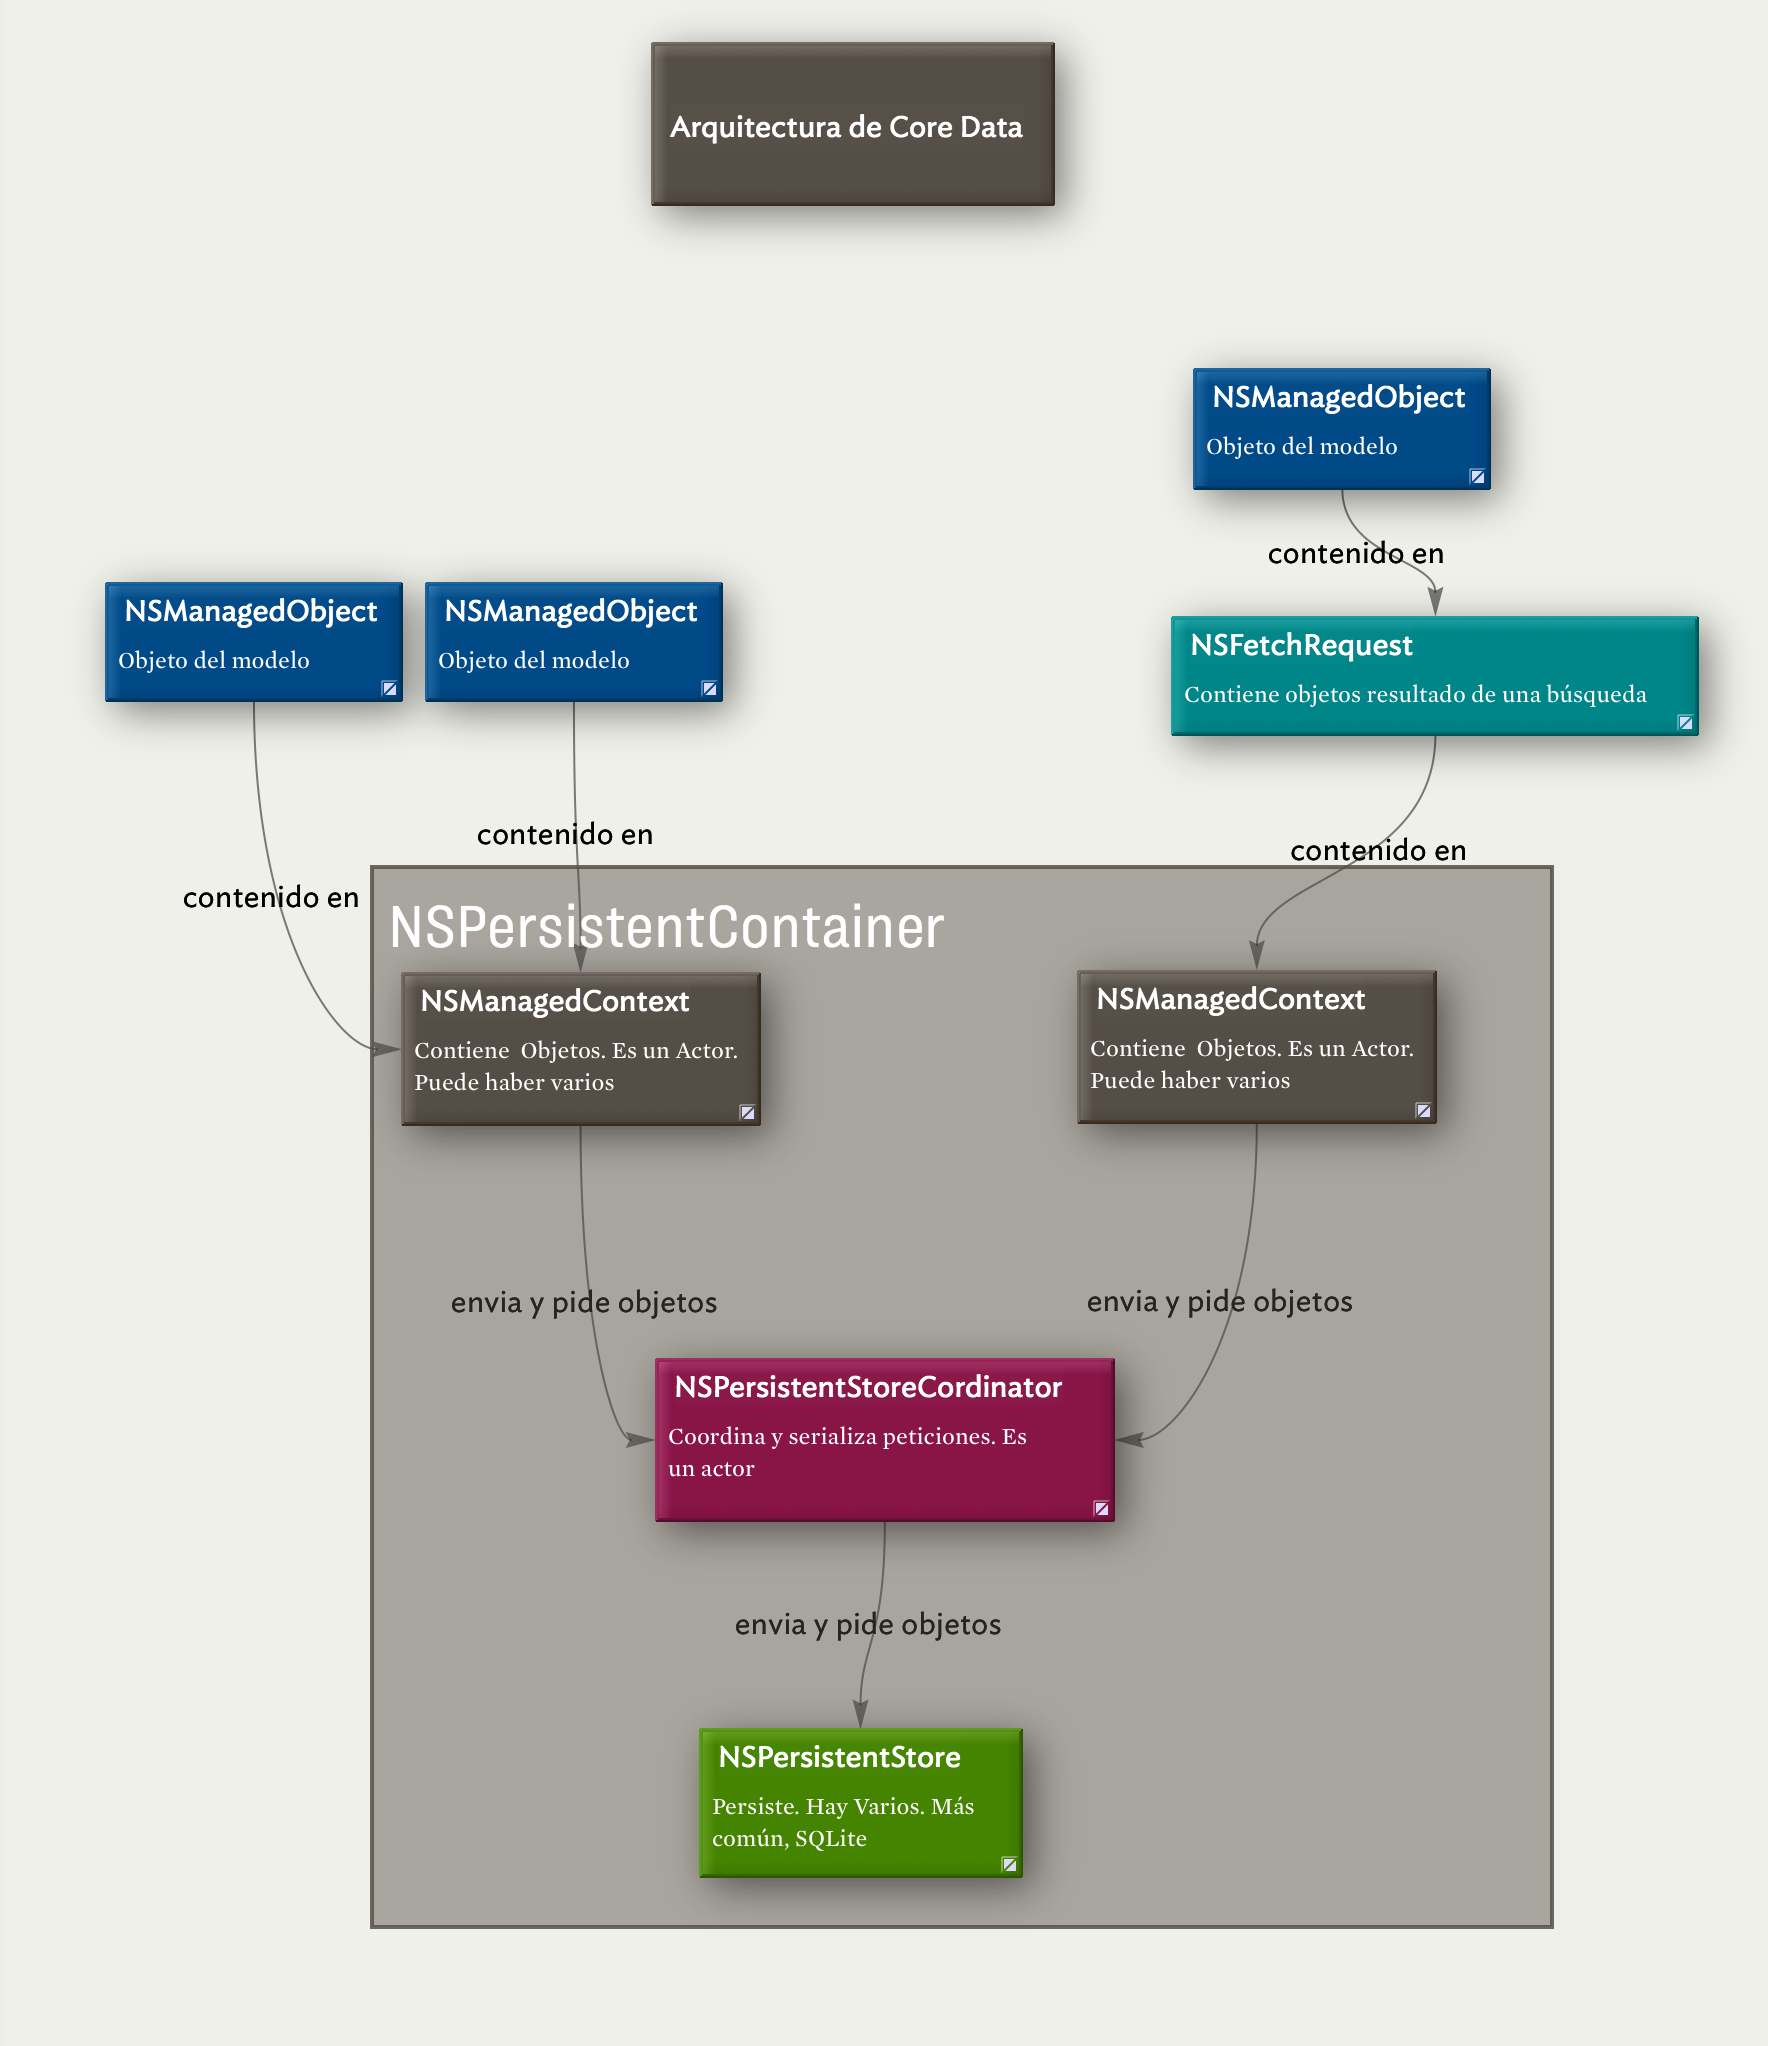 Arquitectura de Core Data
NSManagedObject
Objeto del modelo
contenido en
NSManagedObject
Objeto del modelo
NSManagedObject
Objeto del modelo
NSFetchRequest
Contiene objetos resultado de una búsqueda
contenido en
contenido en
contenido en
NSPersistentContainer
NSManagedContext
Contiene  Objetos. Es un Actor.
Puede haber varios
NSManagedContext
Contiene  Objetos. Es un Actor.
Puede haber varios
envia y pide objetos
envia y pide objetos
NSPersistentStoreCordinator
Coordina y serializa peticiones. Es
un actor
envia y pide objetos
NSPersistentStore
Persiste. Hay Varios. Más
común, SQLite